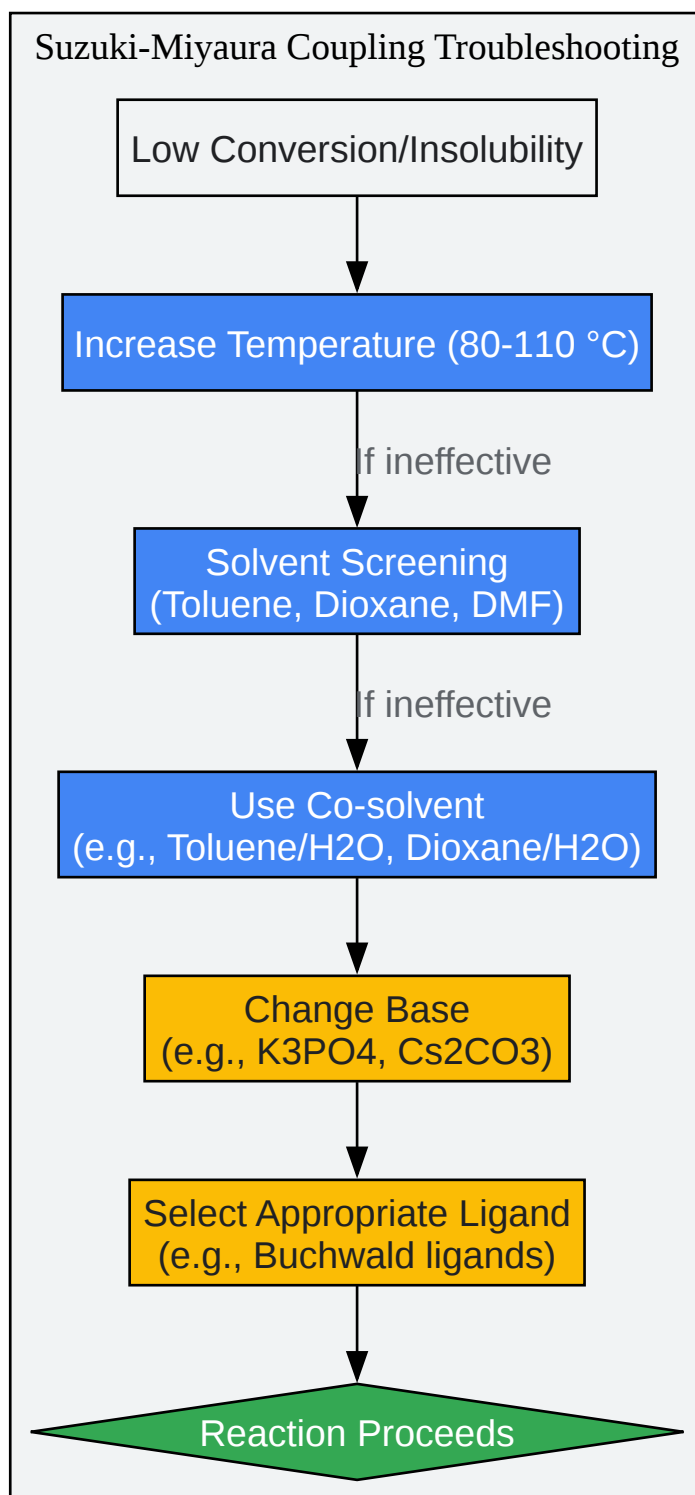 Suzuki-Miyaura Coupling Troubleshooting
Low Conversion/Insolubility
Increase Temperature (80-110 °C)
If ineffective
Solvent Screening
(Toluene, Dioxane, DMF)
If ineffective
Use Co-solvent
(e.g., Toluene/H2O, Dioxane/H2O)
Change Base
(e.g., K3PO4, Cs2CO3)
Select Appropriate Ligand
(e.g., Buchwald ligands)
Reaction Proceeds